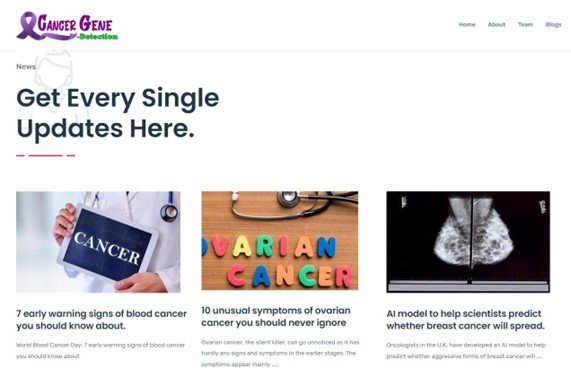 CANCER GENE
-Detection
Home About Team Blogs
News
Get Every Single
Updates Here.
CANCER
OVARIAN
CANCER
7 early warning signs of blood cancer
you should know about.
World Blood Cancer Day: 7 early warning signs of blood cancer
you should know about
10 unusual symptoms of ovarian
cancer you should never ignore
Ovarian cancer, the silent killer, can go unnoticed as it has
hardly any signs and symptoms in the earlier stages. The
symptoms appear mainly .....
AI model to help scientists predict
whether breast cancer will spread.
Oncologists in the U.K. have developed an AI model to help
predict whether aggressive forms of breast cancer will ....